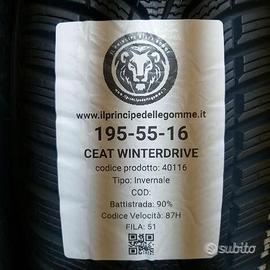 www.ilprincipedellegomme.it
195-55-16
CEAT WINTERDRIVE
codice prodotto: 40116
Tipo: Invernale
COD:
Battistrada: 90%
Codice Velocità: 87H
FILA: 51
subito